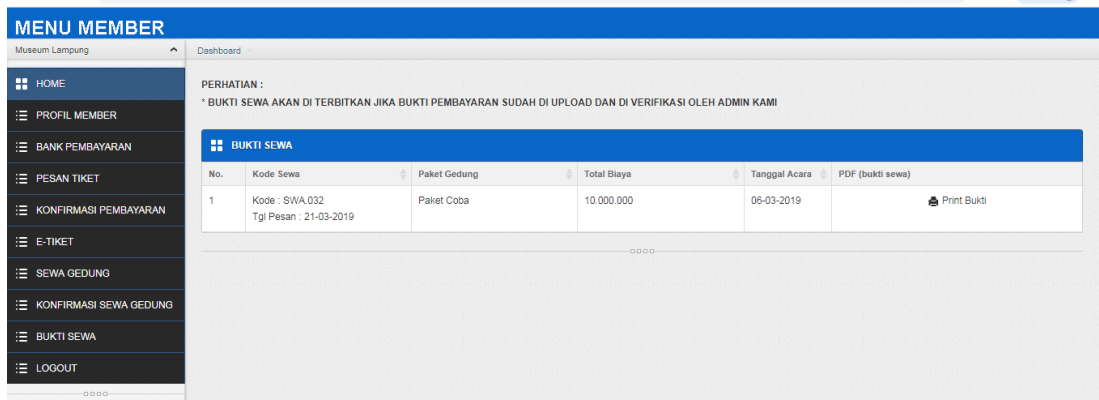 MENU MEMBER
Museum Lampung
Dashboard
HOME
PROFIL MEMBER
BANK PEMBAYARAN
PESAN TIKET
KONFIRMASI PEMBAYARAN
E-TIKET
SEWA GEDUNG
KONFIRMASI SEWA GEDUNG
BUKTI SEWA
LOGOUT
PERHATIAN :
* BUKTI SEWA AKAN DI TERBITKAN JIKA BUKTI PEMBAYARAN SUDAH DI UPLOAD DAN DI VERIFIKASI OLEH ADMIN KAMI
BUKTI SEWA
No. Kode Sewa Paket Gedung Total Biaya Tanggal Acara PDF (bukti sewa)
1 Kode : SWA.032 Paket Coba 10.000.000 06-03-2019 Print Bukti
Tgl Pesan : 21-03-2019